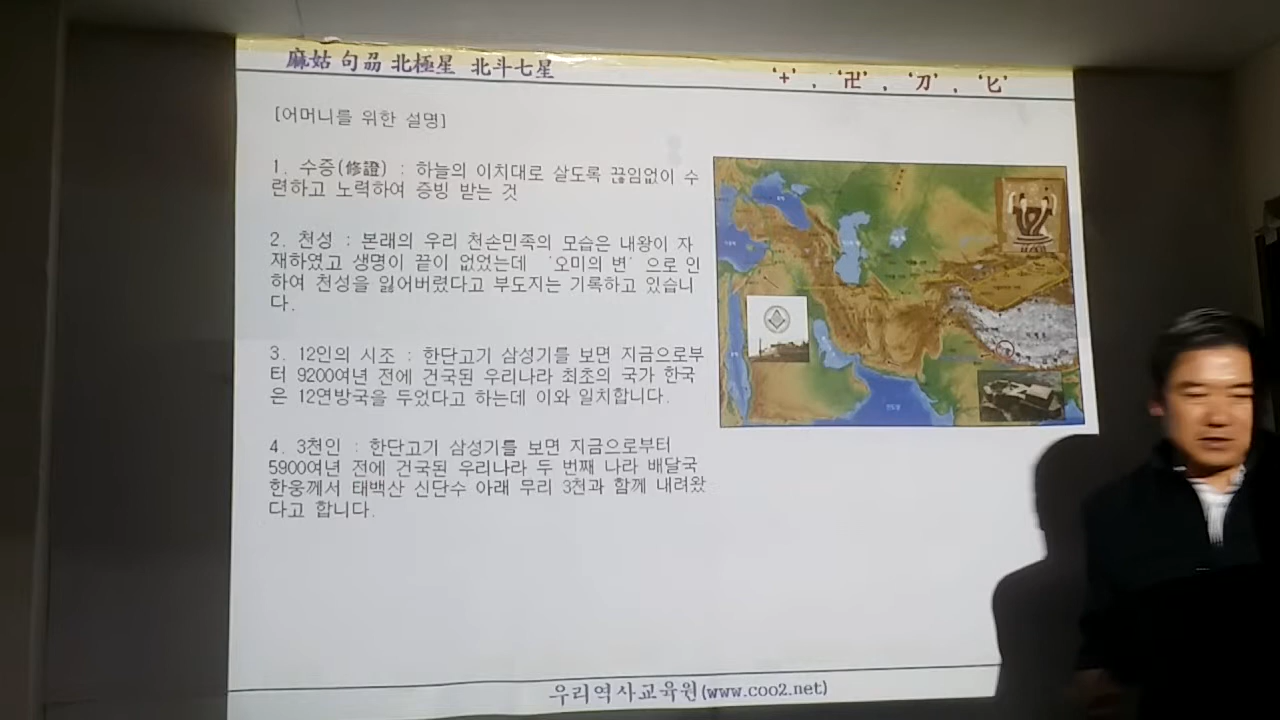 麻姑 句刕 北極星 北斗七星
'十', '卍', '刀', '匕'
[어머니를 위한 설명]
1. 수증(修證) : 하늘의 이치대로 살도록 끊임없이 수
련하고 노력하여 증빙 받는 것
2. 천성 : 본래의 우리 천손민족의 모습은 내왕이 자
재하였고 생명이 끝이 없었는데 '오미의 변' 으로 인
하여 천성을 잃어버렸다고 부도지는 기록하고 있습니
다.
3. 12인의 시조 : 한단고기 삼성기를 보면 지금으로부
터 9200여년 전에 건국된 우리나라 최초의 국가 한국
은 12연방국을 두었다고 하는데 이와 일치합니다.
4. 3천인 : 한단고기 삼성기를 보면 지금으로부터
5900여년 전에 건국된 우리나라 두 번째 나라 배달국
한웅께서 태백산 신단수 아래 무리 3천과 함께 내려왔
다고 합니다.
인도양
우리역사교육원(www.coo2.net)